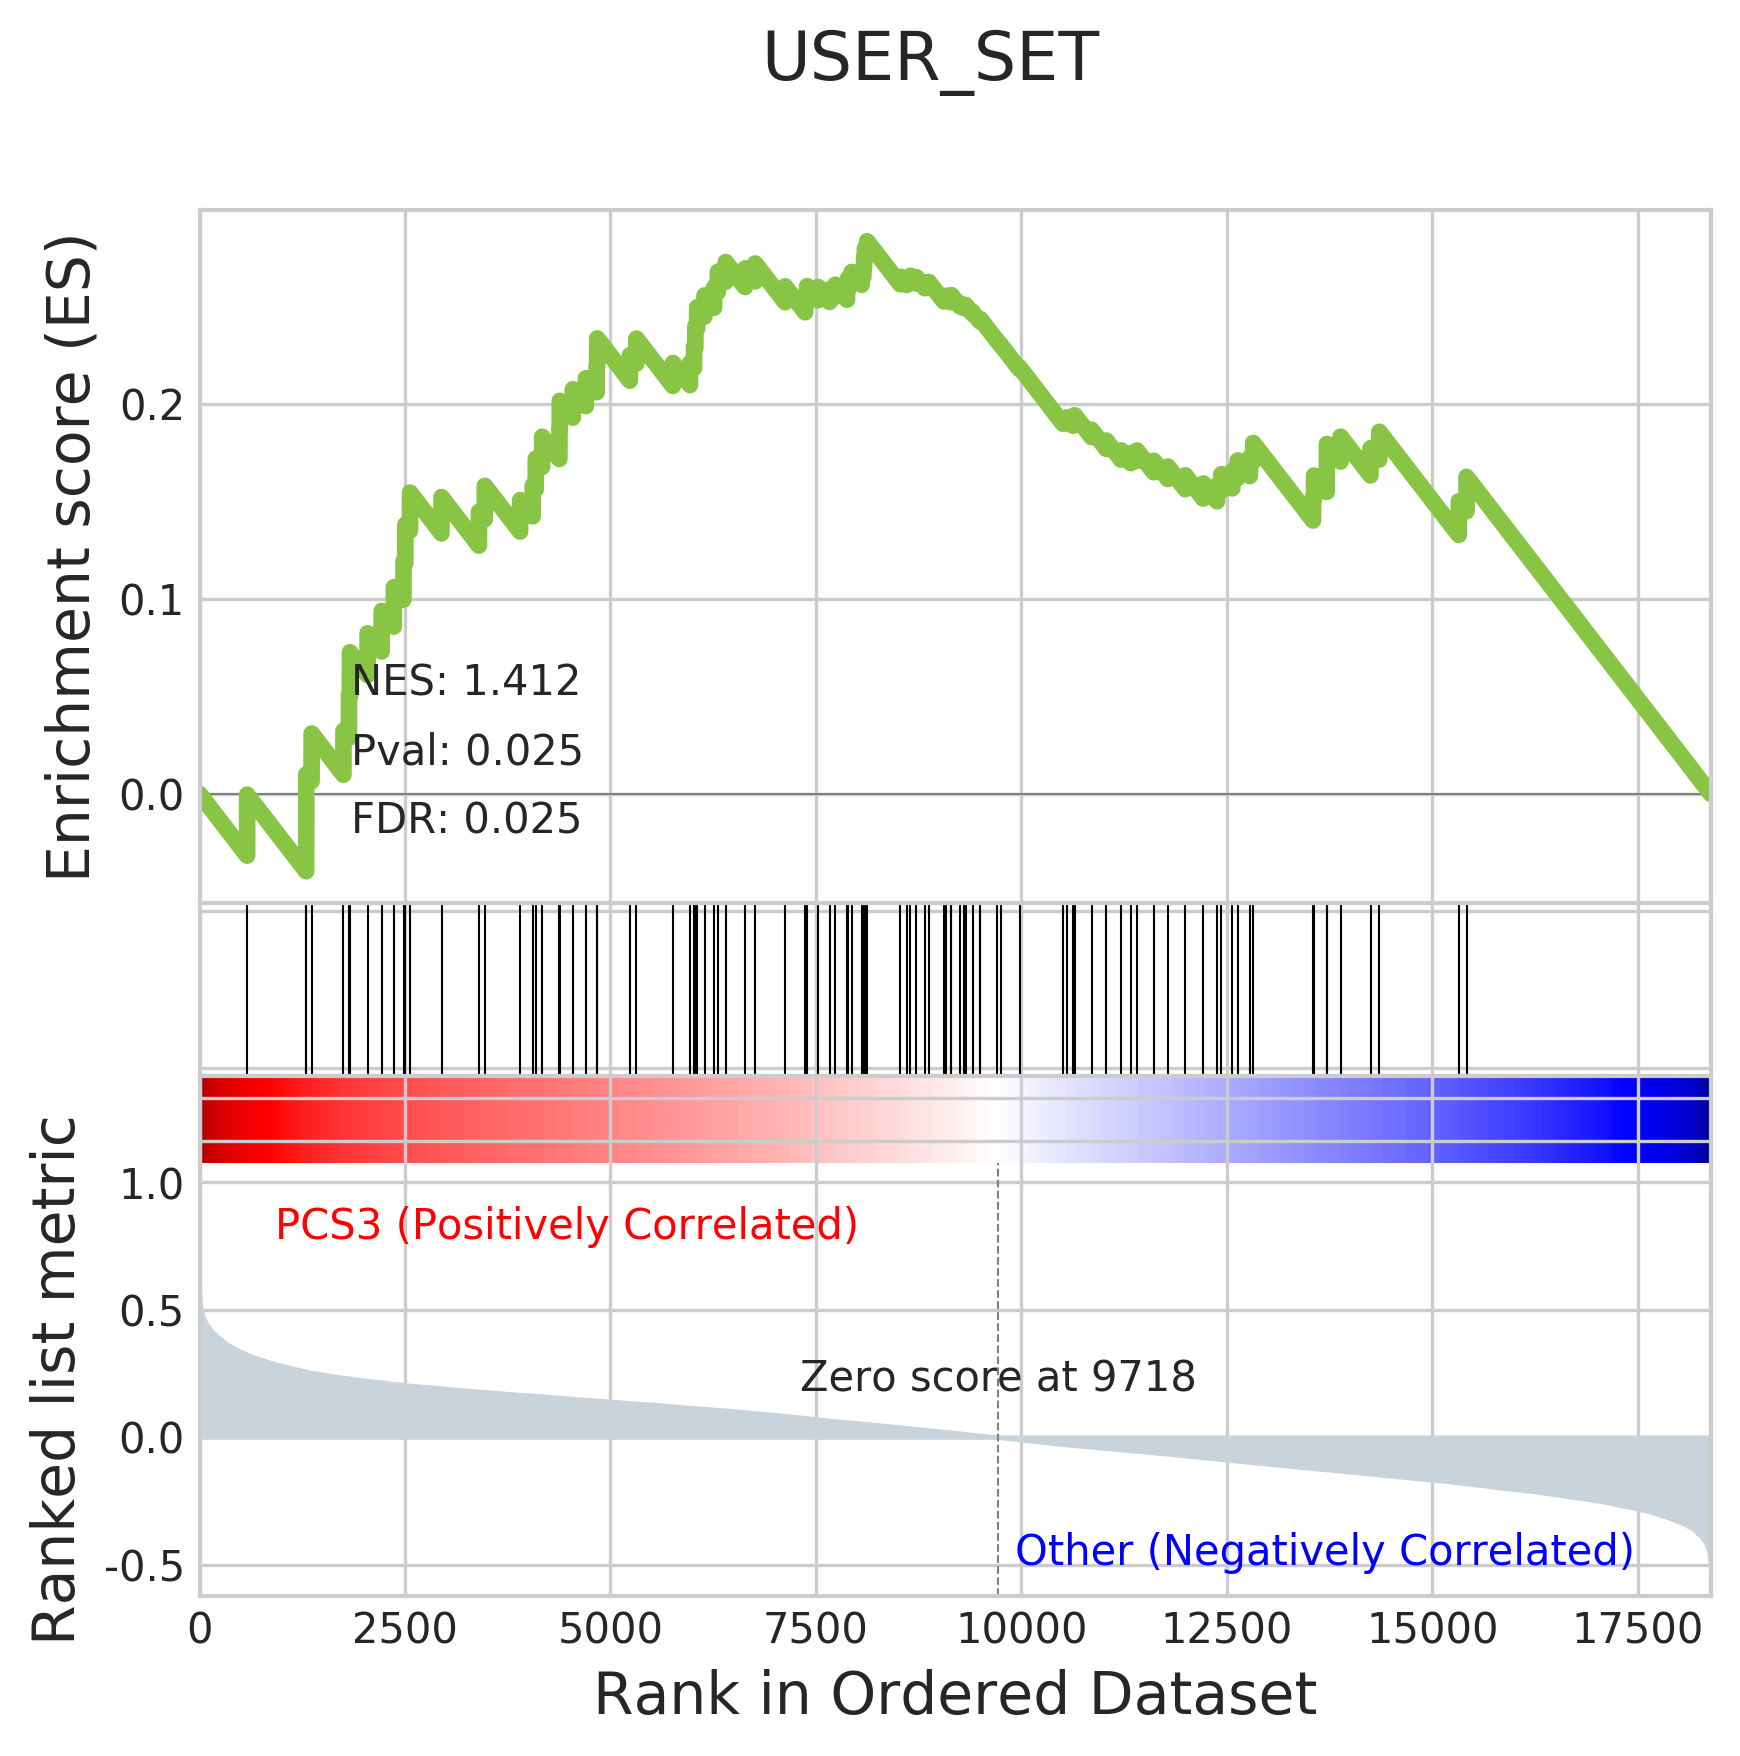 USER_SET
Enrichment score (ES)
0.2
0.1
0.0
NES: 1.412
Pval: 0.025
FDR: 0.025
Ranked list metric
1.0
0.5
0.0
-0.5
PCS3 (Positively Correlated)
Zero score at 9718
Other (Negatively Correlated)
0 2500 5000 7500 10000 12500 15000 17500
Rank in Ordered Dataset